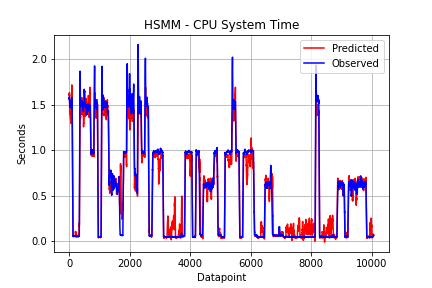 HSMM - CPU System Time
Predicted
Observed
2.0
1.5
1.0
0.5
0.0
Seconds
0 2000 4000 6000 8000 10000
Datapoint